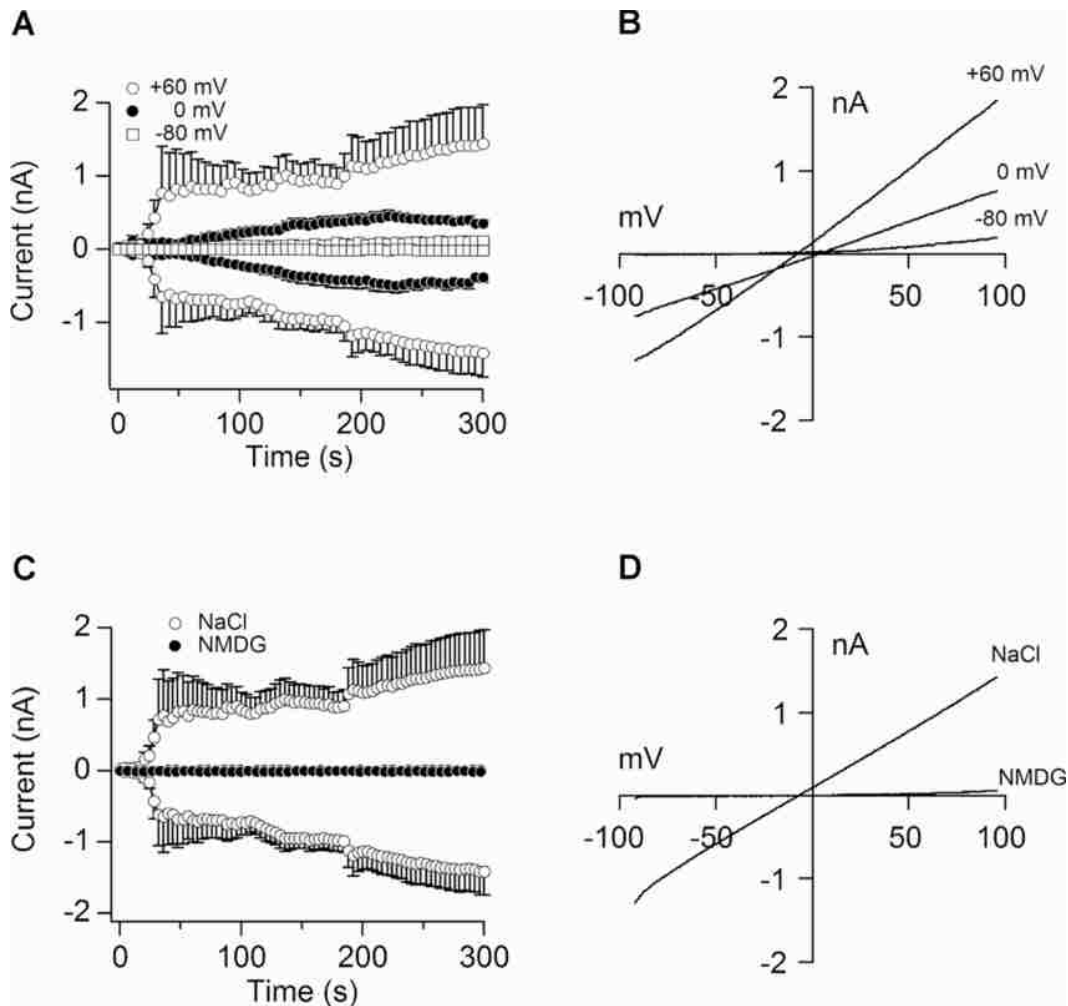 A
+60 mV
0 mV
-80 mV
2
1
0
-1
Current (nA)
0 100 200 300
Time (s)
B
+60 mV
0 mV
-80 mV
nA
mV
2
1
-1
-2
-100 -50 50 100
C
NaCl
NMDG
2
1
0
-1
-2
Current (nA)
0 100 200 300
Time (s)
D
NaCl
NMDG
nA
mV
2
1
-1
-2
-100 -50 50 100